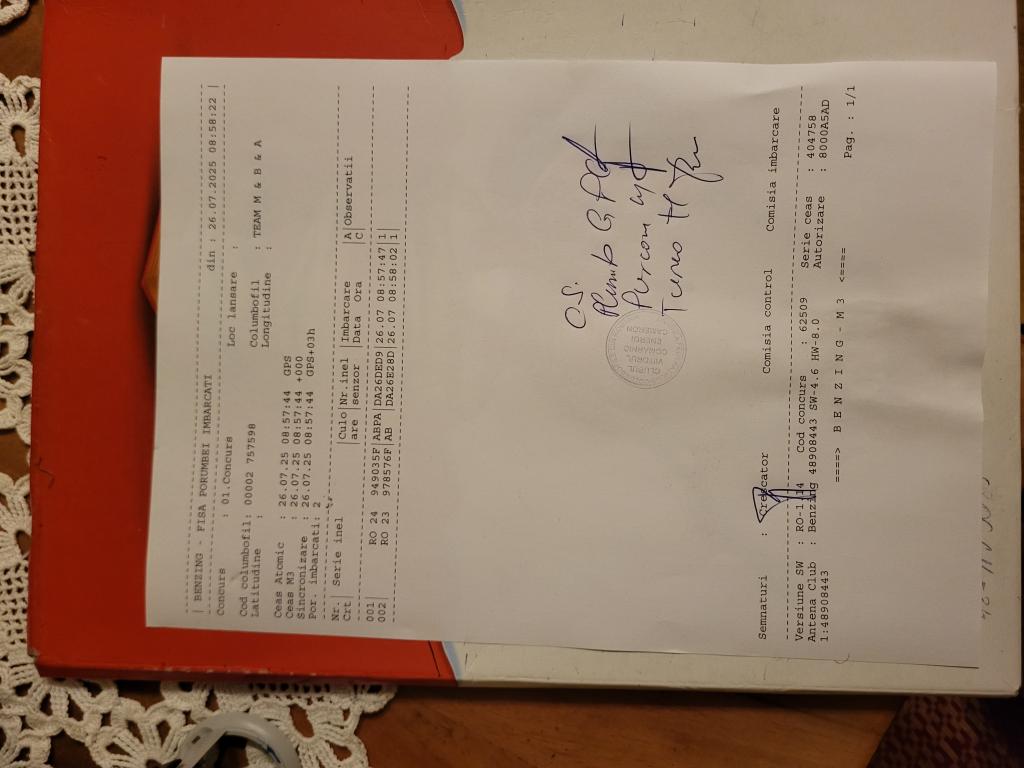 | BENZING - FISA PORUMBEI IMBARCATI din : 26.07.2025 08:58:22 |
Concurs : 01.Concurs Loc lansare :
Cod columbofil: 00002 757598 Columbofil : TEAM M & B & A
Latitudine : Longitudine :
Ceas Atomic : 26.07.25 08:57:44 GPS
Ceas M3 : 26.07.25 08:57:44 +000
Sincronizare : 26.07.25 08:57:44 GPS+03h
Por. imbarcati: 2
Nr.| Serie inel |Culo|Nr.inel |Imbarcare |A|Observatii
Crt| |are |senzor |Data Ora |C|
001| RO 24 949035F|ABPA|DA26DED9|26.07 08:57:47|1|
002| RO 23 978576F|AB |DA26E28D|26.07 08:58:02|1|
O.S.
CLUBUL
VIITORUL
COMARNIC
ENERGI
CAMERON
Semnaturi : Crescator Comisia control Comisia imbarcare
Versiune SW : RO-1.14 Cod concurs : 62509 Serie ceas : 404758
Antena Club : Benzing 48908443 SW-4.6 HW-8.0 Autorizare : 8000A5AD
1:48908443
====> B E N Z I N G - M 3 <====
Pag. : 1/1